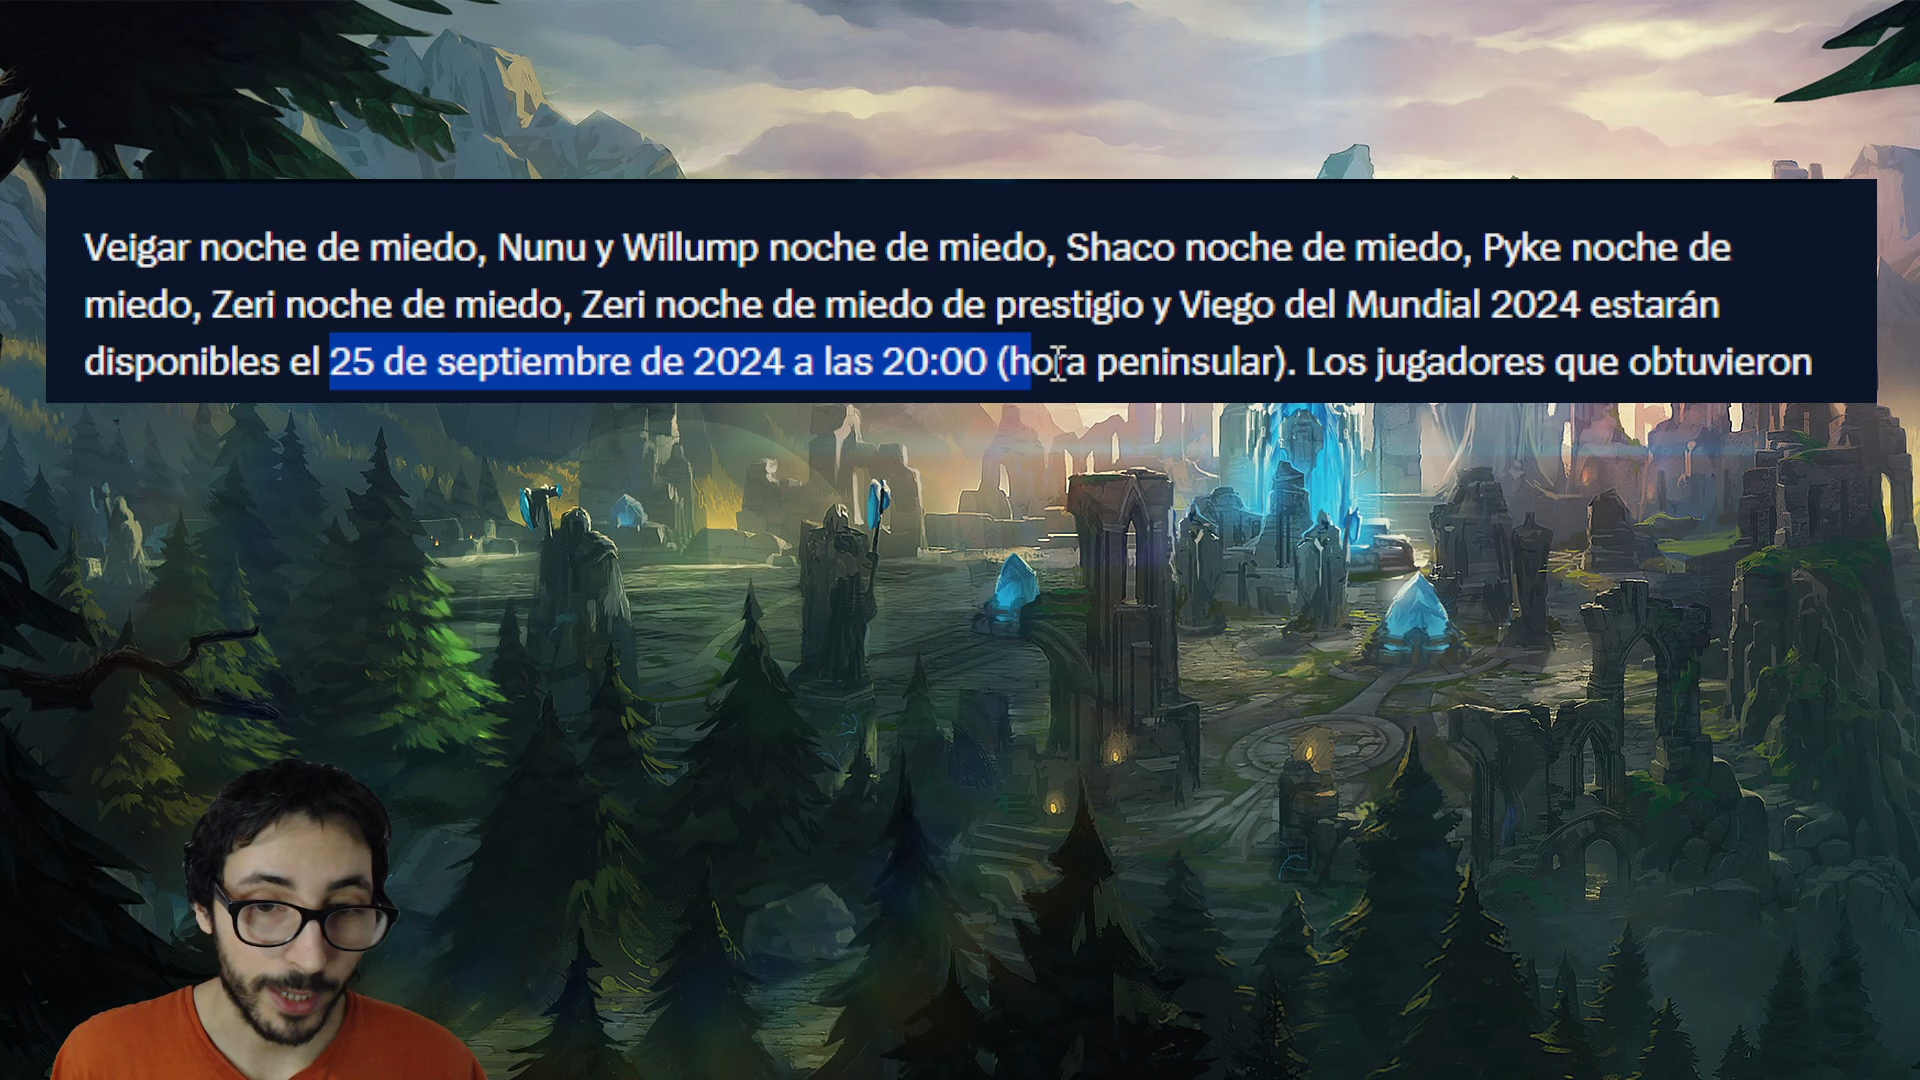 Veigar noche de miedo, Nunu y Willump noche de miedo, Shaco noche de miedo, Pyke noche de
miedo, Zeri noche de miedo, Zeri noche de miedo de prestigio y Viego del Mundial 2024 estarán
disponibles el 25 de septiembre de 2024 a las 20:00 (hora peninsular). Los jugadores que obtuvieron